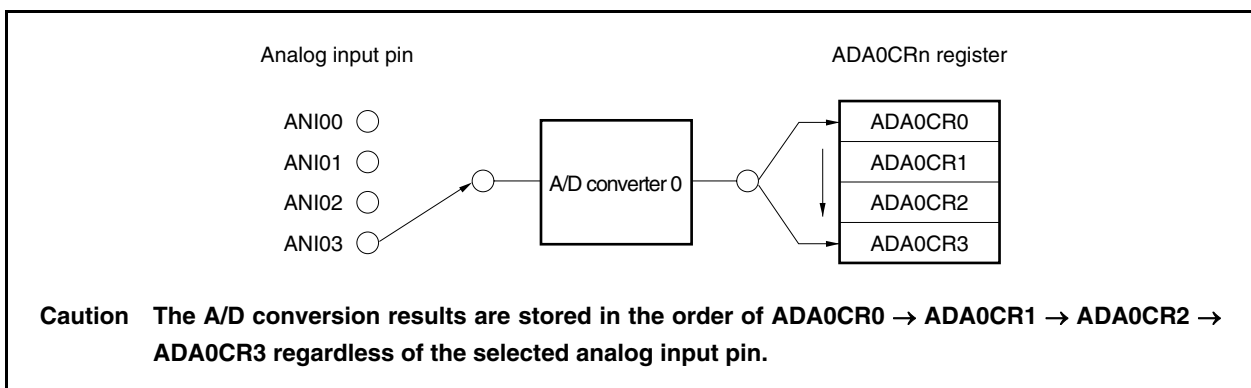 Analog input pin
ADA0CRn register
ANI00
ANI01
ANI02
ANI03
A/D converter 0
ADA0CR0
ADA0CR1
ADA0CR2
ADA0CR3
Caution The A/D conversion results are stored in the order of ADA0CR0 → ADA0CR1 → ADA0CR2 →
ADA0CR3 regardless of the selected analog input pin.